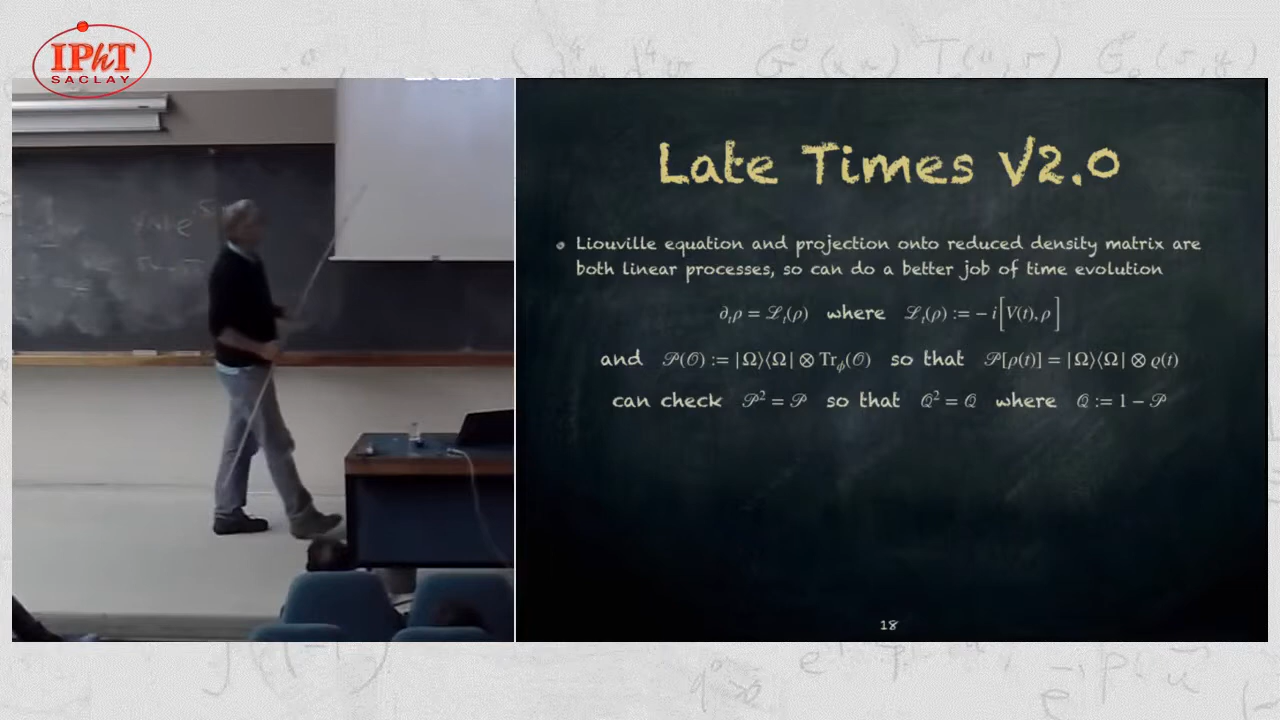 IPhT
SACLAY
Late Times V2.0
Liouville equation and projection onto reduced density matrix are
both linear processes, so can do a better job of time evolution
∂ₜρ = ℒₜ(ρ) where ℒₜ(ρ) := − i[V(t), ρ]
and 𝒫(𝒪) := |Ω⟩⟨Ω| ⊗ Tr_ϕ(𝒪) so that 𝒫[ρ(t)] = |Ω⟩⟨Ω| ⊗ ϱ(t)
can check 𝒫² = 𝒫 so that 𝒬² = 𝒬 where 𝒬 := 1 − 𝒫
18